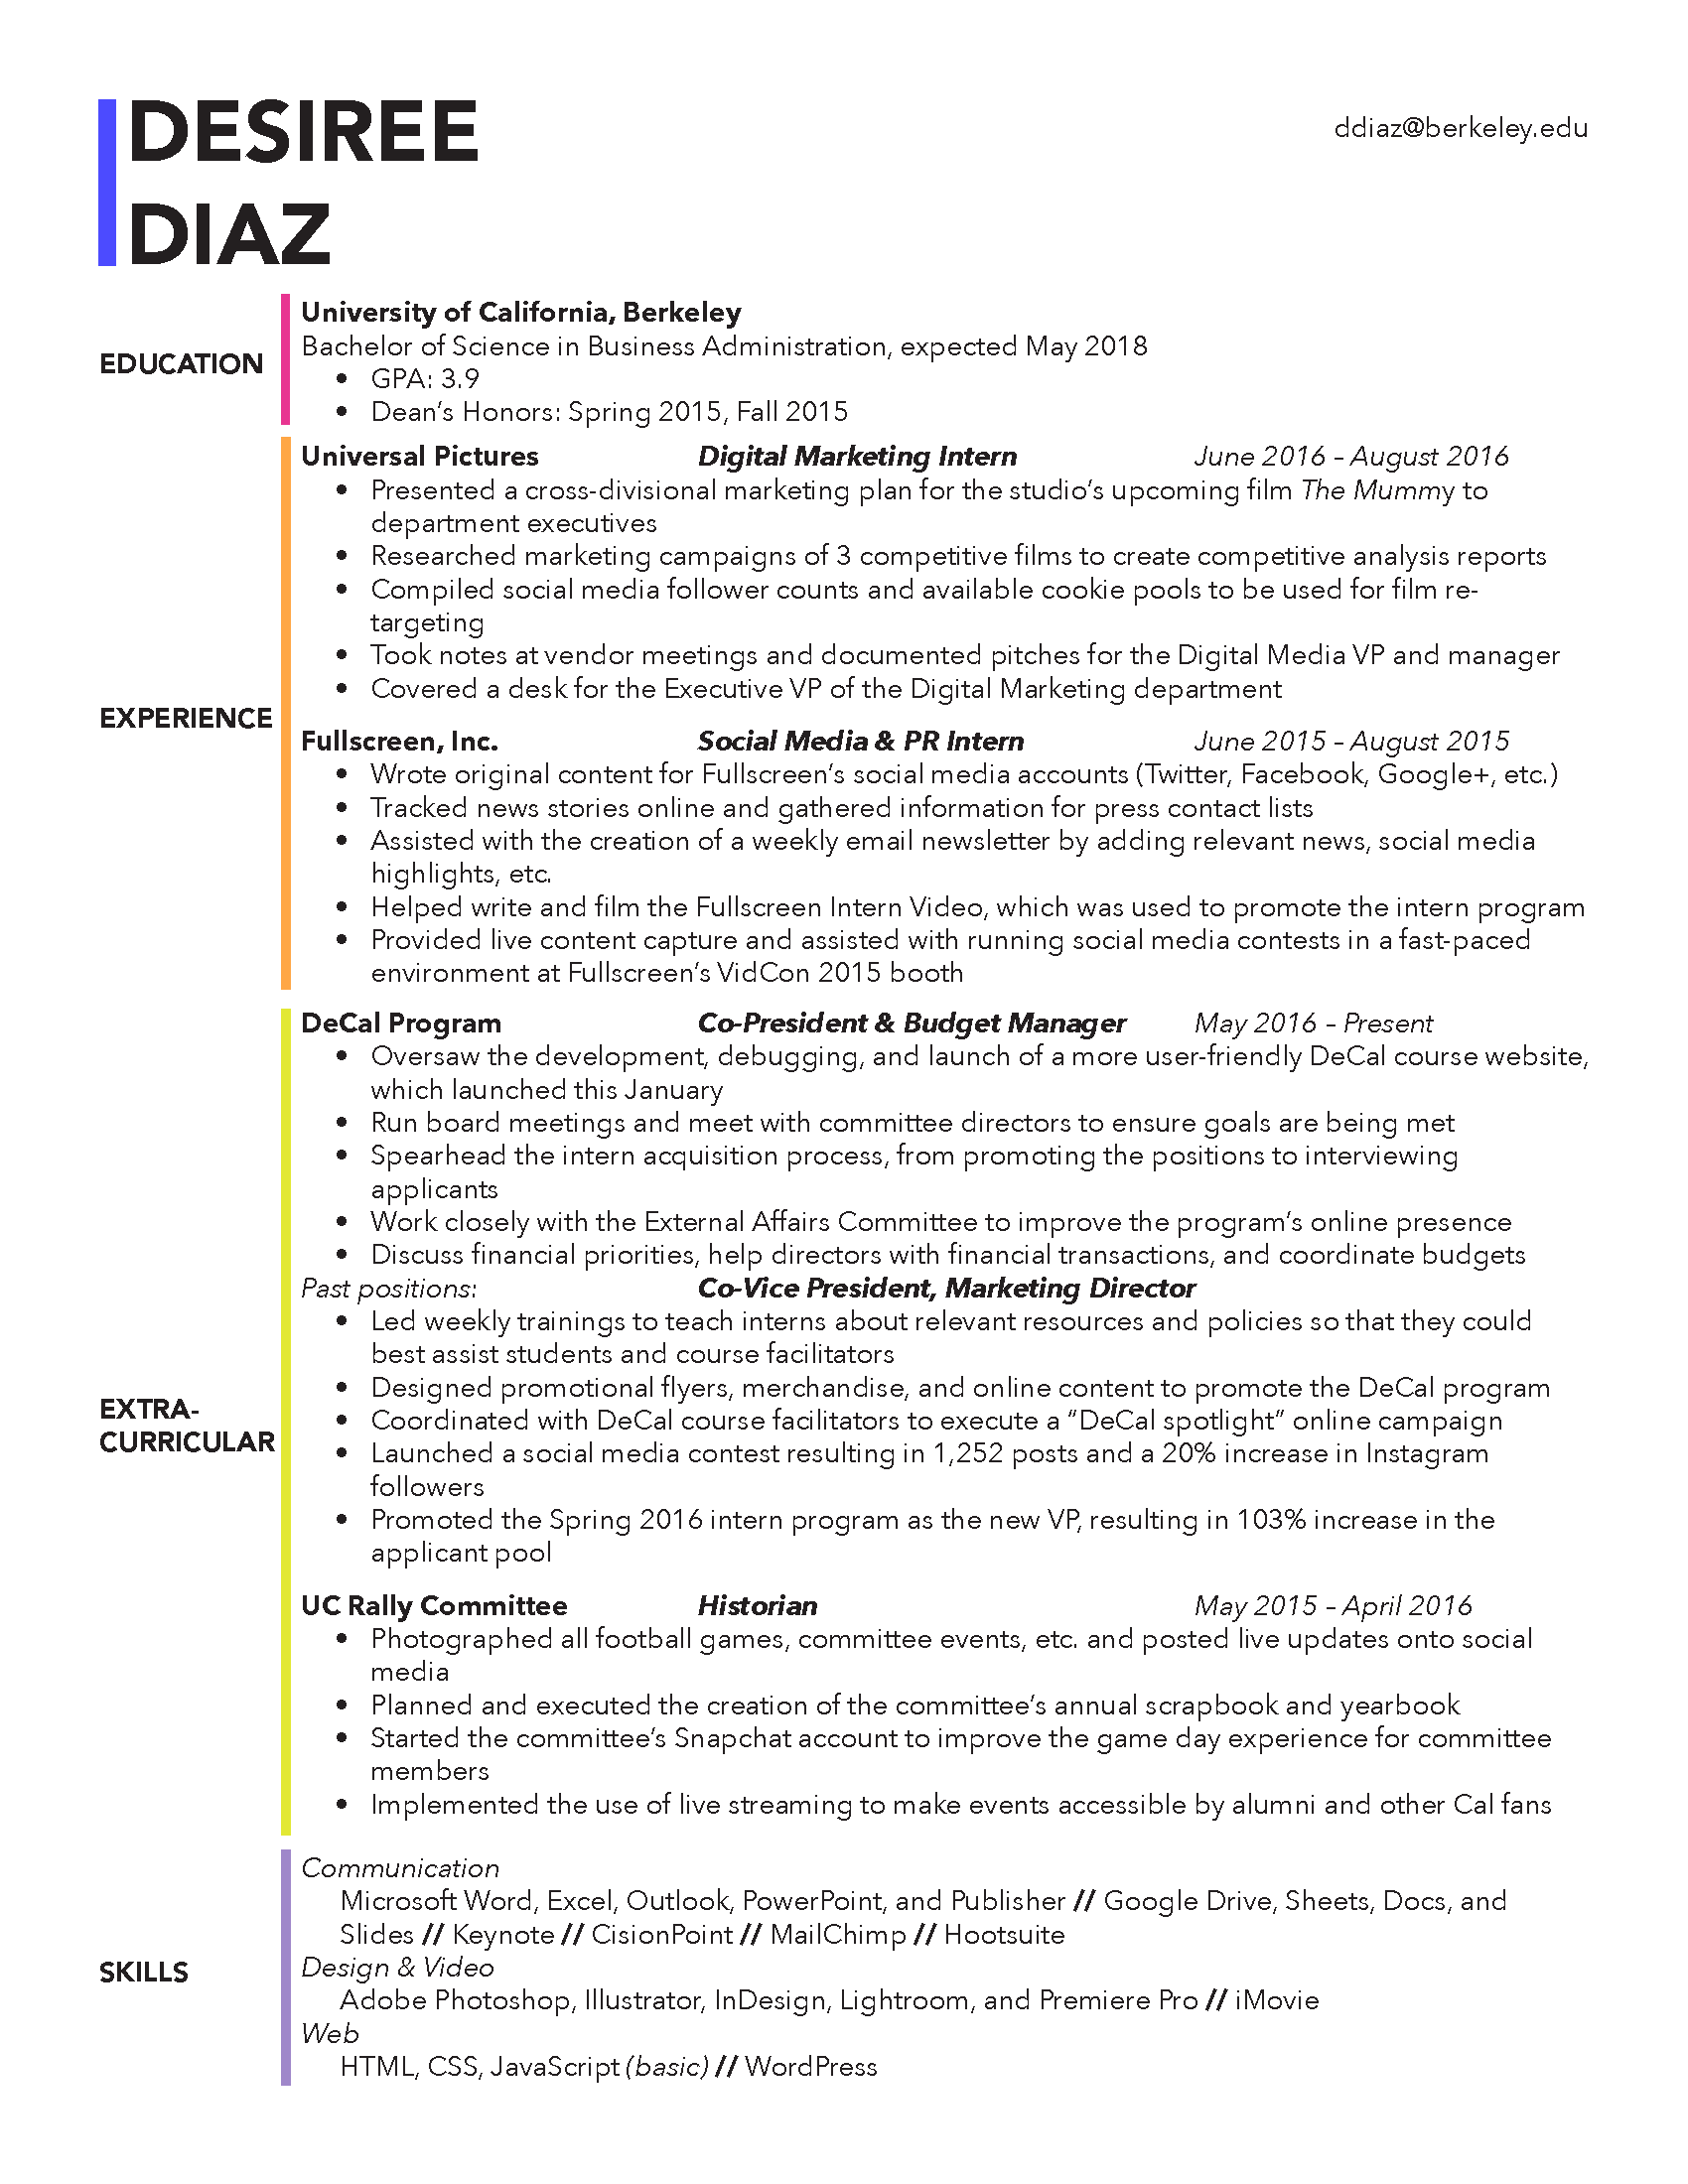 DESIREE
DIAZ
ddiaz@berkeley.edu
EDUCATION
University of California, Berkeley
Bachelor of Science in Business Administration, expected May 2018
• GPA: 3.9
• Dean’s Honors: Spring 2015, Fall 2015
EXPERIENCE
Universal Pictures Digital Marketing Intern June 2016 – August 2016
• Presented a cross-divisional marketing plan for the studio’s upcoming film The Mummy to
department executives
• Researched marketing campaigns of 3 competitive films to create competitive analysis reports
• Compiled social media follower counts and available cookie pools to be used for film re-
targeting
• Took notes at vendor meetings and documented pitches for the Digital Media VP and manager
• Covered a desk for the Executive VP of the Digital Marketing department
Fullscreen, Inc. Social Media & PR Intern June 2015 – August 2015
• Wrote original content for Fullscreen’s social media accounts (Twitter, Facebook, Google+, etc.)
• Tracked news stories online and gathered information for press contact lists
• Assisted with the creation of a weekly email newsletter by adding relevant news, social media
highlights, etc.
• Helped write and film the Fullscreen Intern Video, which was used to promote the intern program
• Provided live content capture and assisted with running social media contests in a fast-paced
environment at Fullscreen’s VidCon 2015 booth
EXTRA-
CURRICULAR
DeCal Program Co-President & Budget Manager May 2016 – Present
• Oversaw the development, debugging, and launch of a more user-friendly DeCal course website,
which launched this January
• Run board meetings and meet with committee directors to ensure goals are being met
• Spearhead the intern acquisition process, from promoting the positions to interviewing
applicants
• Work closely with the External Affairs Committee to improve the program’s online presence
• Discuss financial priorities, help directors with financial transactions, and coordinate budgets
Past positions: Co-Vice President, Marketing Director
• Led weekly trainings to teach interns about relevant resources and policies so that they could
best assist students and course facilitators
• Designed promotional flyers, merchandise, and online content to promote the DeCal program
• Coordinated with DeCal course facilitators to execute a “DeCal spotlight” online campaign
• Launched a social media contest resulting in 1,252 posts and a 20% increase in Instagram
followers
• Promoted the Spring 2016 intern program as the new VP, resulting in 103% increase in the
applicant pool
UC Rally Committee Historian May 2015 – April 2016
• Photographed all football games, committee events, etc. and posted live updates onto social
media
• Planned and executed the creation of the committee’s annual scrapbook and yearbook
• Started the committee’s Snapchat account to improve the game day experience for committee
members
• Implemented the use of live streaming to make events accessible by alumni and other Cal fans
SKILLS
Communication
Microsoft Word, Excel, Outlook, PowerPoint, and Publisher // Google Drive, Sheets, Docs, and
Slides // Keynote // CisionPoint // MailChimp // Hootsuite
Design & Video
Adobe Photoshop, Illustrator, InDesign, Lightroom, and Premiere Pro // iMovie
Web
HTML, CSS, JavaScript (basic) // WordPress